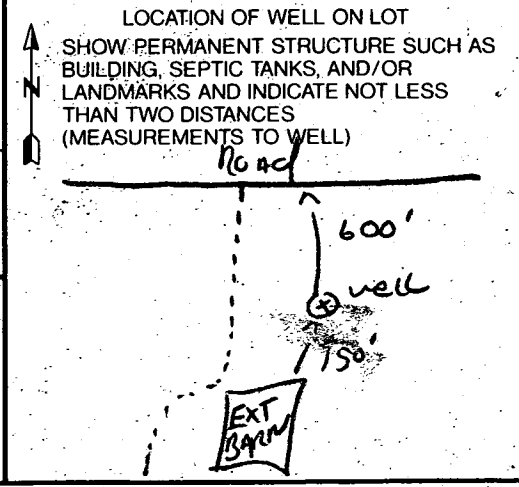 LOCATION OF WELL ON LOT
SHOW PERMANENT STRUCTURE SUCH AS
BUILDING, SEPTIC TANKS, AND/OR
N
LANDMARKS AND INDICATE NOT LESS
THAN TWO DISTANCES
(MEASUREMENTS TO WELL)
Road
600'
well
150'
EXT
BARN